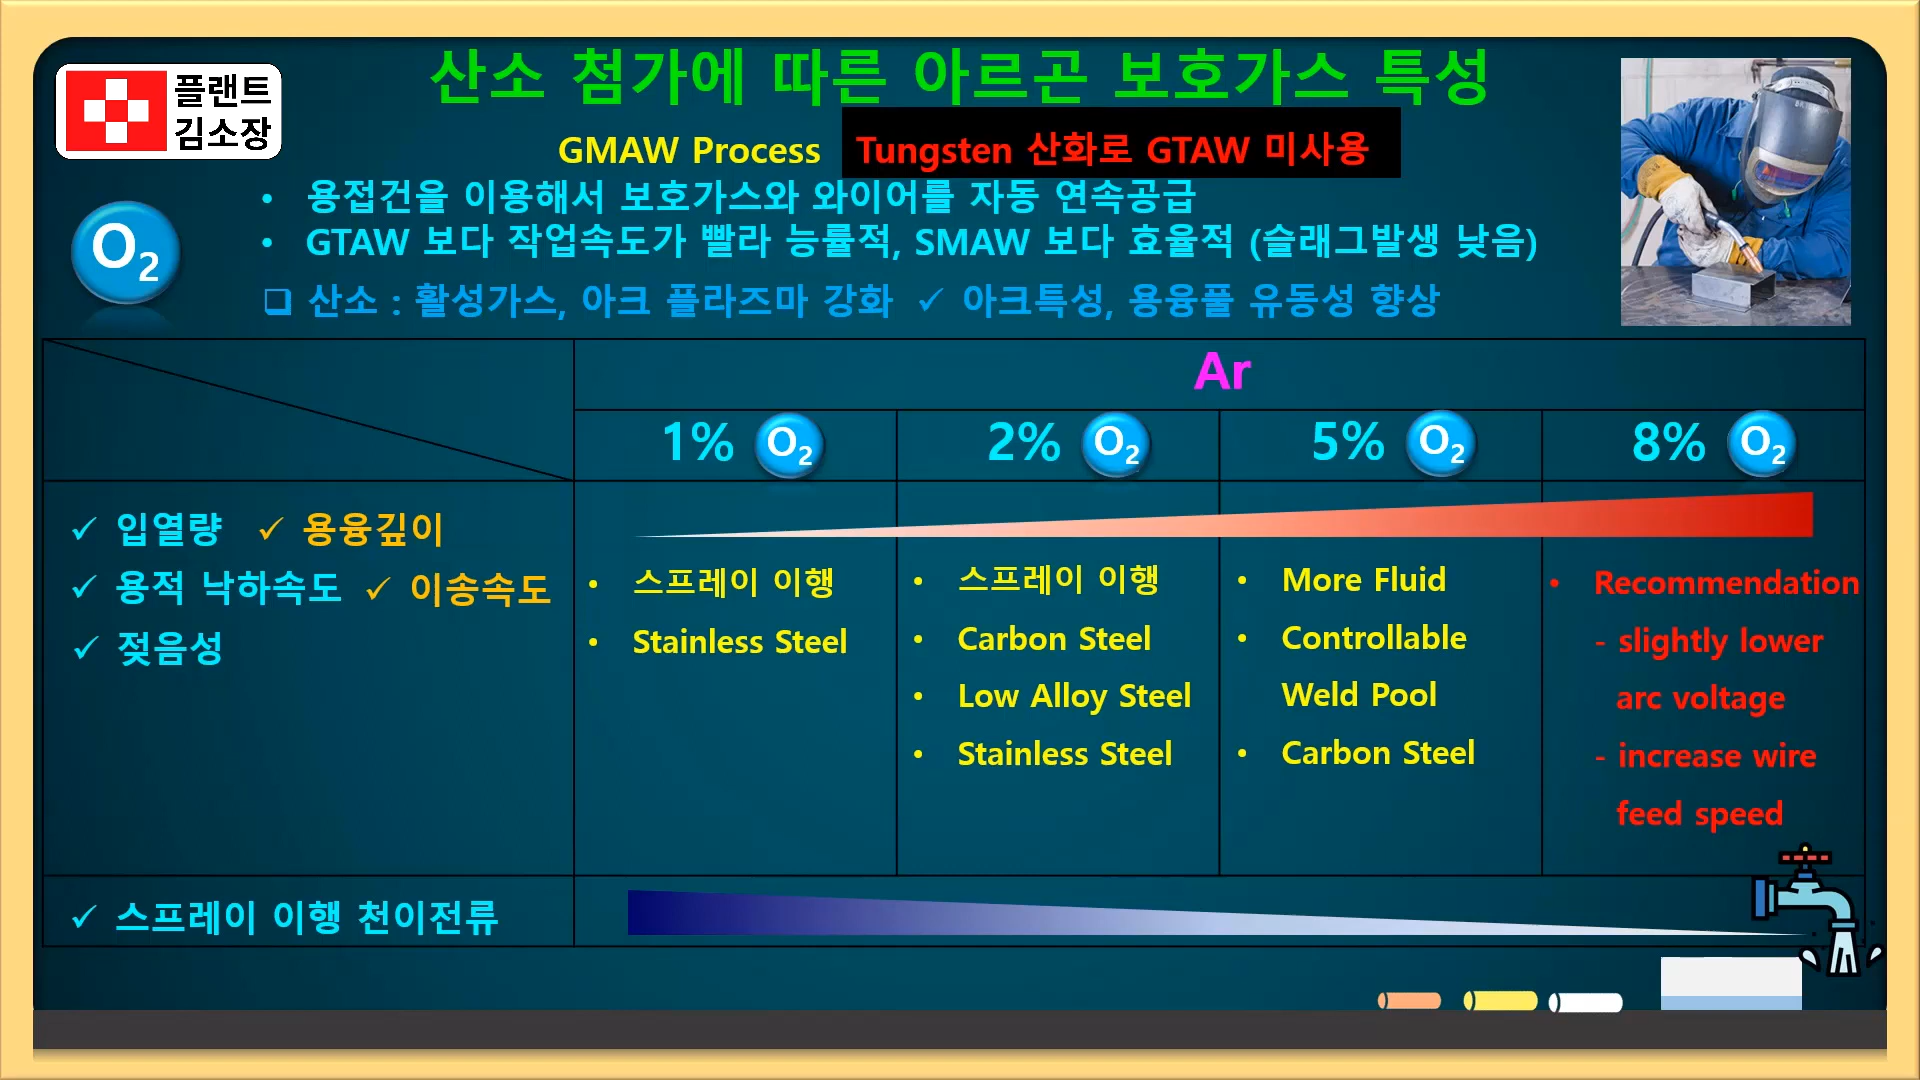 산소 첨가에 따른 아르곤 보호가스 특성
플랜트
김소장
GMAW Process Tungsten 산화로 GTAW 미사용
O2
• 용접건을 이용해서 보호가스와 와이어를 자동 연속공급
• GTAW 보다 작업속도가 빨라 능률적, SMAW 보다 효율적 (슬래그발생 낮음)
❑ 산소 : 활성가스, 아크 플라즈마 강화 ✓ 아크특성, 용융풀 유동성 향상
Ar
1% O2 2% O2 5% O2 8% O2
✓ 입열량 ✓ 용융깊이
✓ 용적 낙하속도 ✓ 이송속도
✓ 젖음성
• 스프레이 이행
• Stainless Steel
• 스프레이 이행
• Carbon Steel
• Low Alloy Steel
• Stainless Steel
• More Fluid
• Controllable
Weld Pool
• Carbon Steel
• Recommendation
- slightly lower
arc voltage
- increase wire
feed speed
✓ 스프레이 이행 천이전류